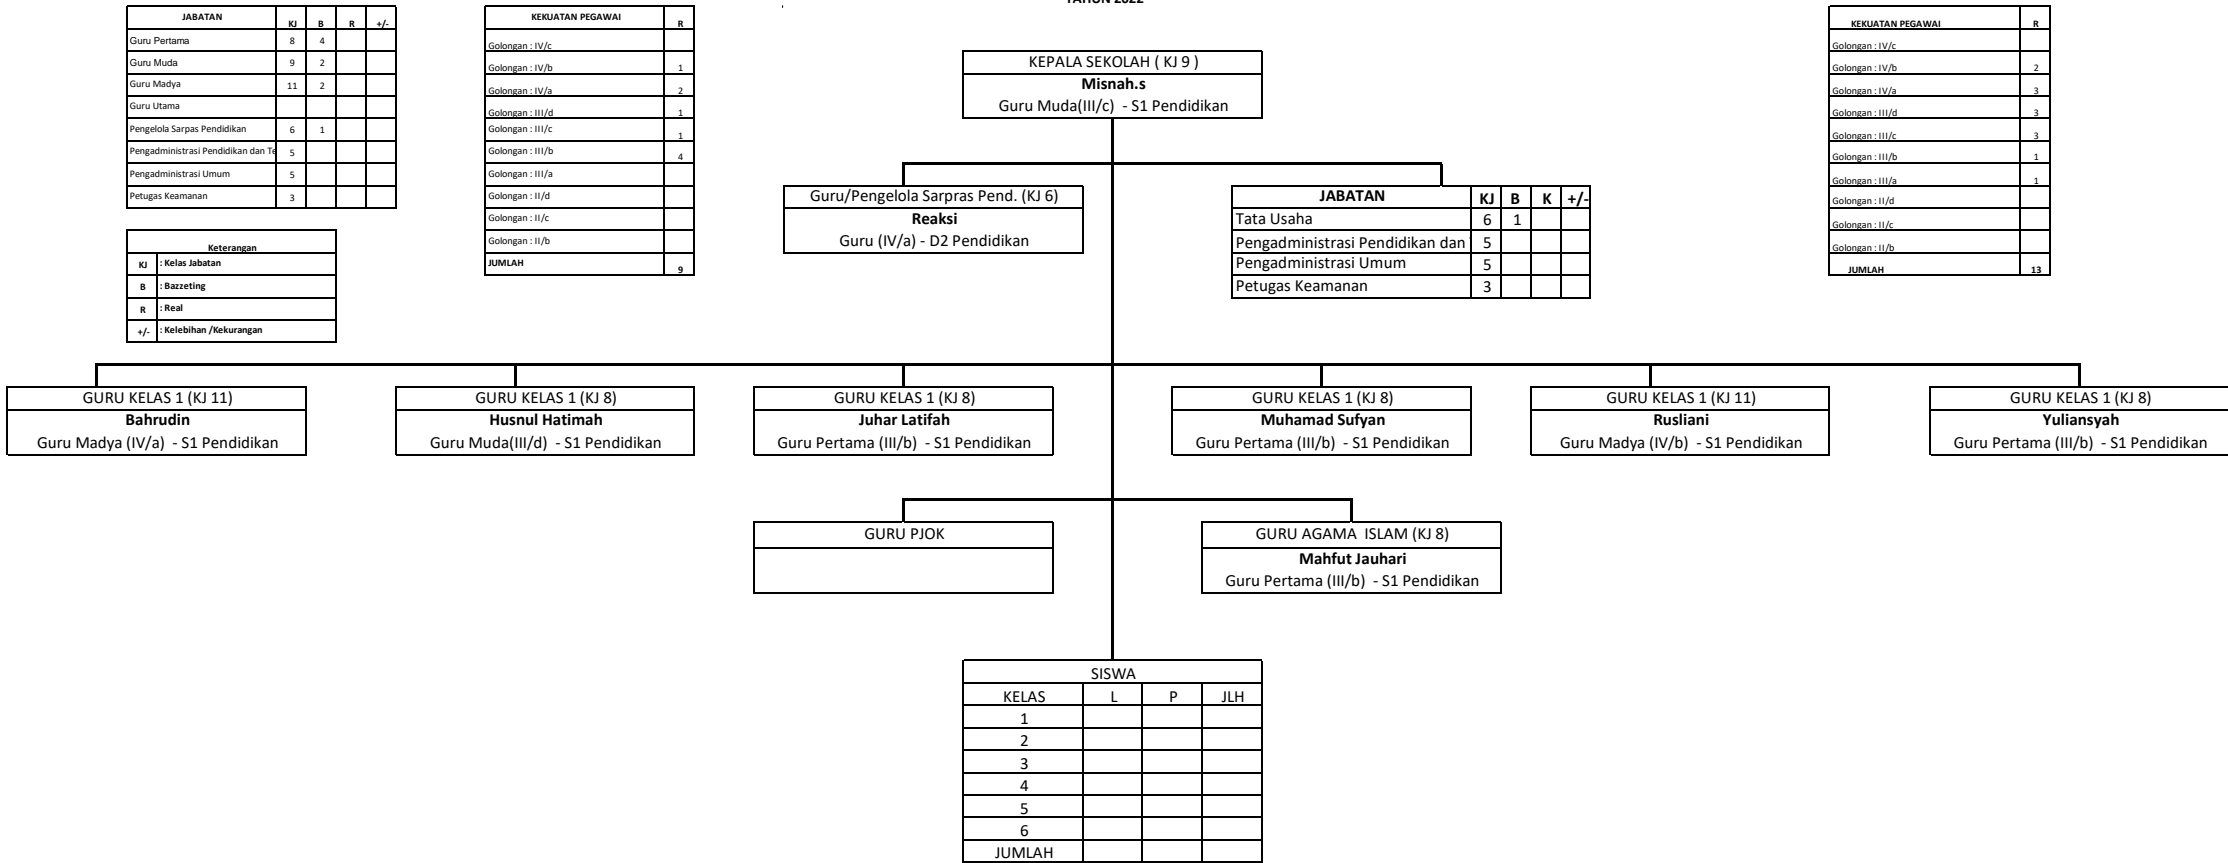 TAHUN 2022
JABATAN KJ B R +/-
Guru Pertama 8 4
Guru Muda 9 2
Guru Madya 11 2
Guru Utama
Pengelola Sarpas Pendidikan 6 1
Pengadministrasi Pendidikan dan Te 5
Pengadministrasi Umum 5
Petugas Keamanan 3
Keterangan
KJ : Kelas Jabatan
B : Bazzeting
R : Real
+/- : Kelebihan /Kekurangan
KEKUATAN PEGAWAI R
Golongan : IV/c
Golongan : IV/b 1
Golongan : IV/a 2
Golongan : III/d 1
Golongan : III/c 1
Golongan : III/b 4
Golongan : III/a
Golongan : II/d
Golongan : II/c
Golongan : II/b
JUMLAH 9
KEPALA SEKOLAH ( KJ 9 )
Misnah.s
Guru Muda(III/c) - S1 Pendidikan
Guru/Pengelola Sarpras Pend. (KJ 6)
Reaksi
Guru (IV/a) - D2 Pendidikan
JABATAN KJ B K +/-
Tata Usaha 6 1
Pengadministrasi Pendidikan dan 5
Pengadministrasi Umum 5
Petugas Keamanan 3
KEKUATAN PEGAWAI R
Golongan : IV/c
Golongan : IV/b 2
Golongan : IV/a 3
Golongan : III/d 3
Golongan : III/c 3
Golongan : III/b 1
Golongan : III/a 1
Golongan : II/d
Golongan : II/c
Golongan : II/b
JUMLAH 13
GURU KELAS 1 (KJ 11)
Bahrudin
Guru Madya (IV/a) - S1 Pendidikan
GURU KELAS 1 (KJ 8)
Husnul Hatimah
Guru Muda(III/d) - S1 Pendidikan
GURU KELAS 1 (KJ 8)
Juhar Latifah
Guru Pertama (III/b) - S1 Pendidikan
GURU KELAS 1 (KJ 8)
Muhamad Sufyan
Guru Pertama (III/b) - S1 Pendidikan
GURU KELAS 1 (KJ 11)
Rusliani
Guru Madya (IV/b) - S1 Pendidikan
GURU KELAS 1 (KJ 8)
Yuliansyah
Guru Pertama (III/b) - S1 Pendidikan
GURU PJOK
GURU AGAMA ISLAM (KJ 8)
Mahfut Jauhari
Guru Pertama (III/b) - S1 Pendidikan
SISWA
KELAS L P JLH
1
2
3
4
5
6
JUMLAH